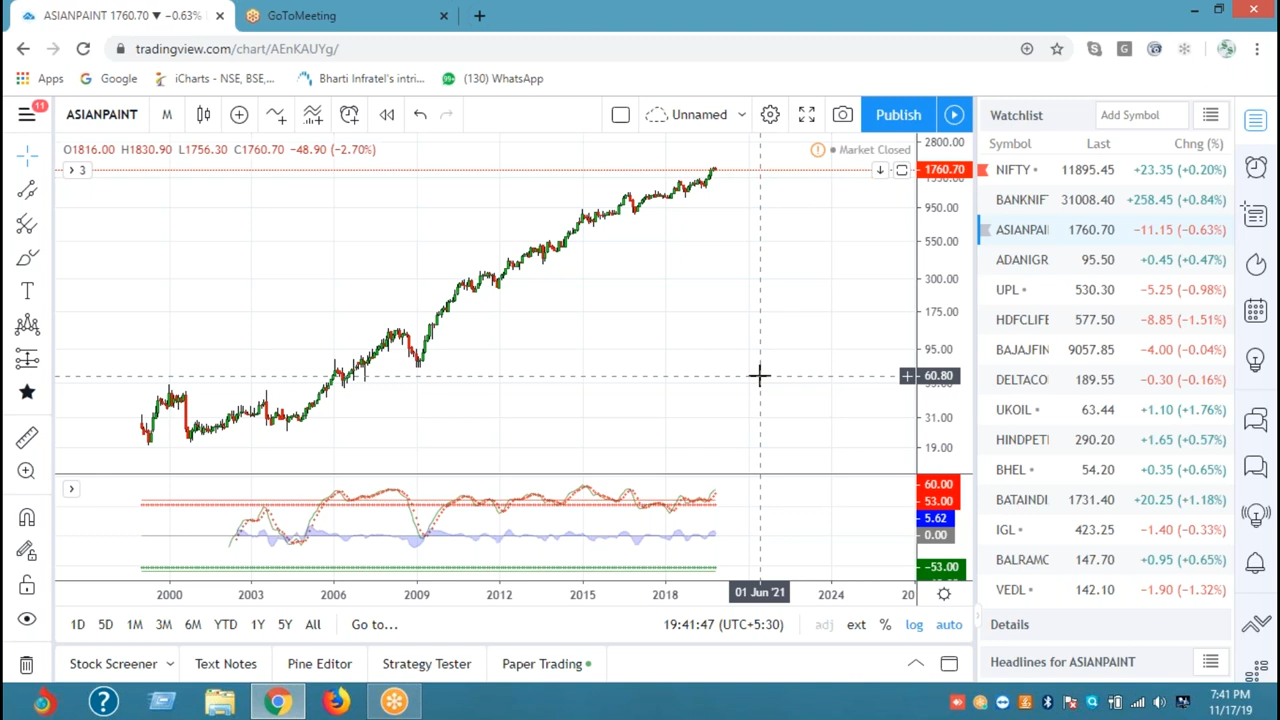 ASIANPAINT 1760.70 ▼ −0.63%
GoToMeeting
tradingview.com/chart/AEnKAUYg/
Apps
Google
iCharts - NSE, BSE,...
Bharti Infratel's intri...
(130) WhatsApp
11
ASIANPAINT
M
Unnamed
Publish
O1816.00 H1830.90 L1756.30 C1760.70 −48.90 (−2.70%)
Market Closed
3
2800.00
1760.70
950.00
550.00
300.00
175.00
95.00
60.80
31.00
19.00
60.00
53.00
5.62
0.00
−53.00
2000
2003
2006
2009
2012
2015
2018
01 Jun '21
2024
20
1D
5D
1M
3M
6M
YTD
1Y
5Y
All
Go to...
19:41:47 (UTC+5:30)
adj
ext
%
log
auto
Stock Screener
Text Notes
Pine Editor
Strategy Tester
Paper Trading
Watchlist
Add Symbol
Symbol Last Chng (%)
NIFTY 11895.45 +23.35 (+0.20%)
BANKNIF 31008.40 +258.45 (+0.84%)
ASIANPAI 1760.70 −11.15 (−0.63%)
ADANIGR 95.50 +0.45 (+0.47%)
UPL 530.30 −5.25 (−0.98%)
HDFCLIFE 577.50 −8.85 (−1.51%)
BAJAJFIN 9057.85 −4.00 (−0.04%)
DELTACO 189.55 −0.30 (−0.16%)
UKOIL 63.44 +1.10 (+1.76%)
HINDPET 290.20 +1.65 (+0.57%)
BHEL 54.20 +0.35 (+0.65%)
BATAINDI 1731.40 +20.25 (+1.18%)
IGL 423.25 −1.40 (−0.33%)
BALRAMC 147.70 +0.95 (+0.65%)
VEDL 142.10 −1.90 (−1.32%)
Details
Headlines for ASIANPAINT
7:41 PM
11/17/19